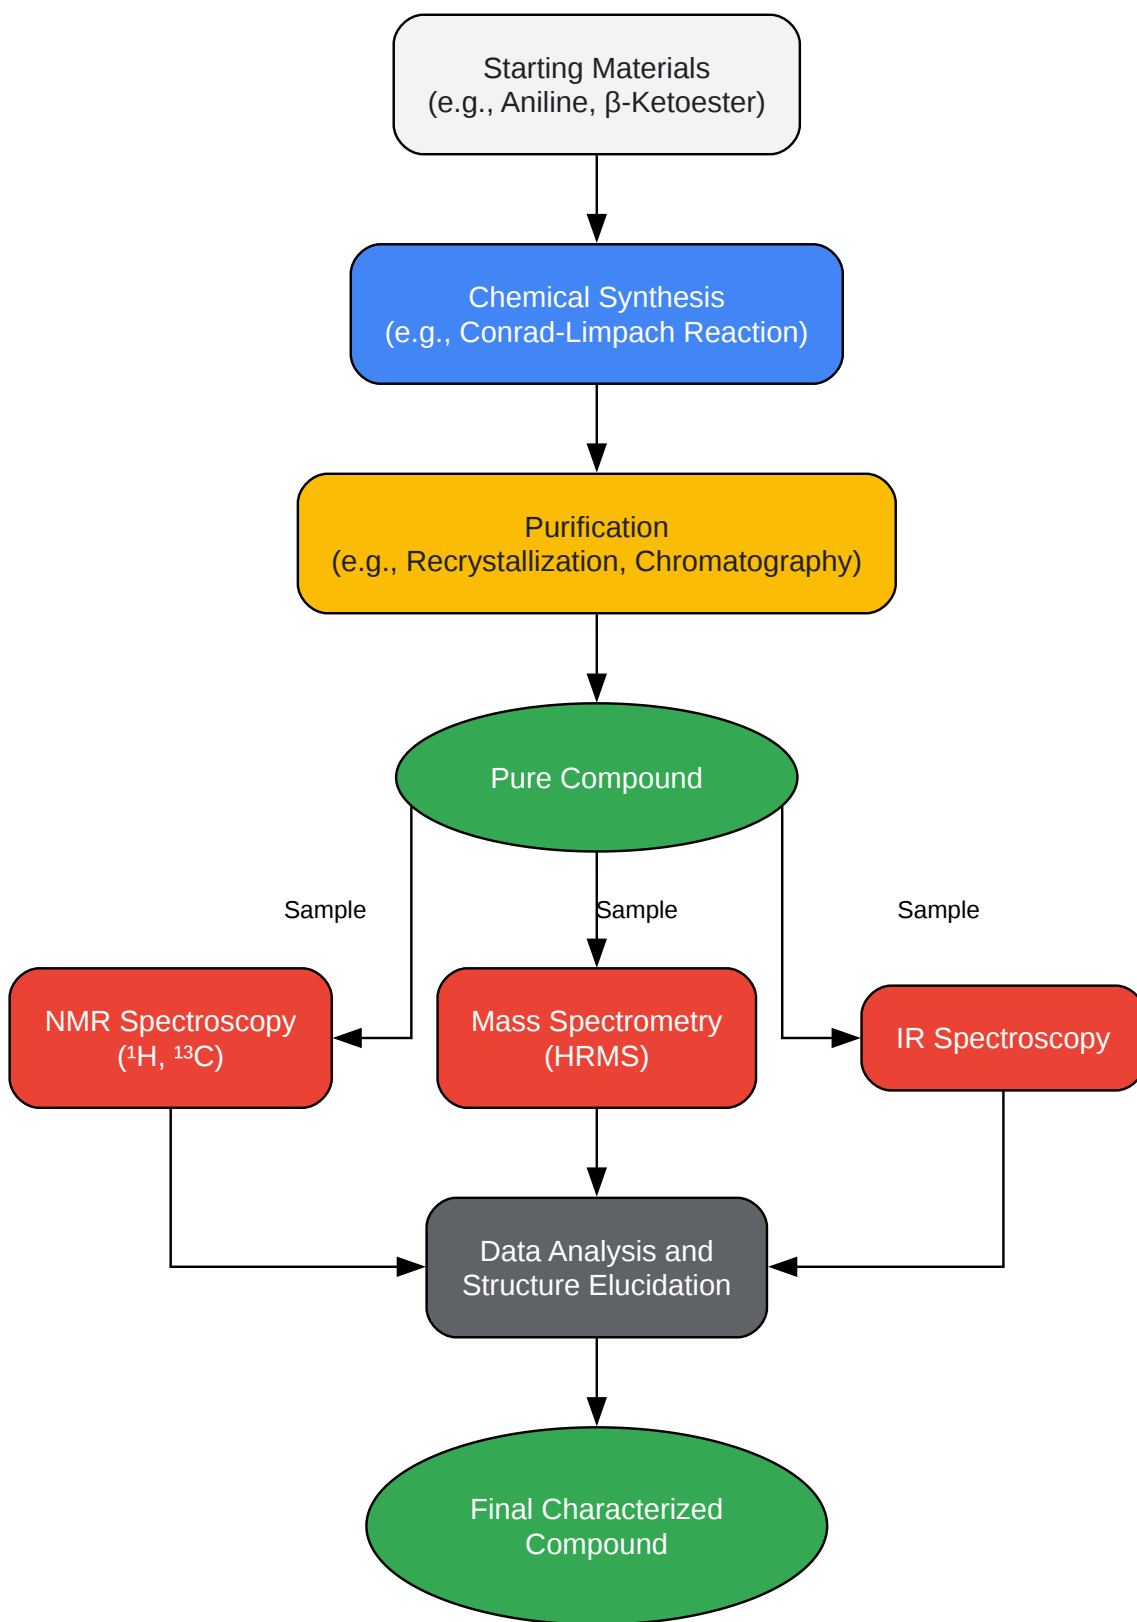 Starting Materials
(e.g., Aniline, β-Ketoester)
Chemical Synthesis
(e.g., Conrad-Limpach Reaction)
Purification
(e.g., Recrystallization, Chromatography)
Pure Compound
Sample
Sample
Sample
NMR Spectroscopy
(¹H, ¹³C)
Mass Spectrometry
(HRMS)
IR Spectroscopy
Data Analysis and
Structure Elucidation
Final Characterized
Compound